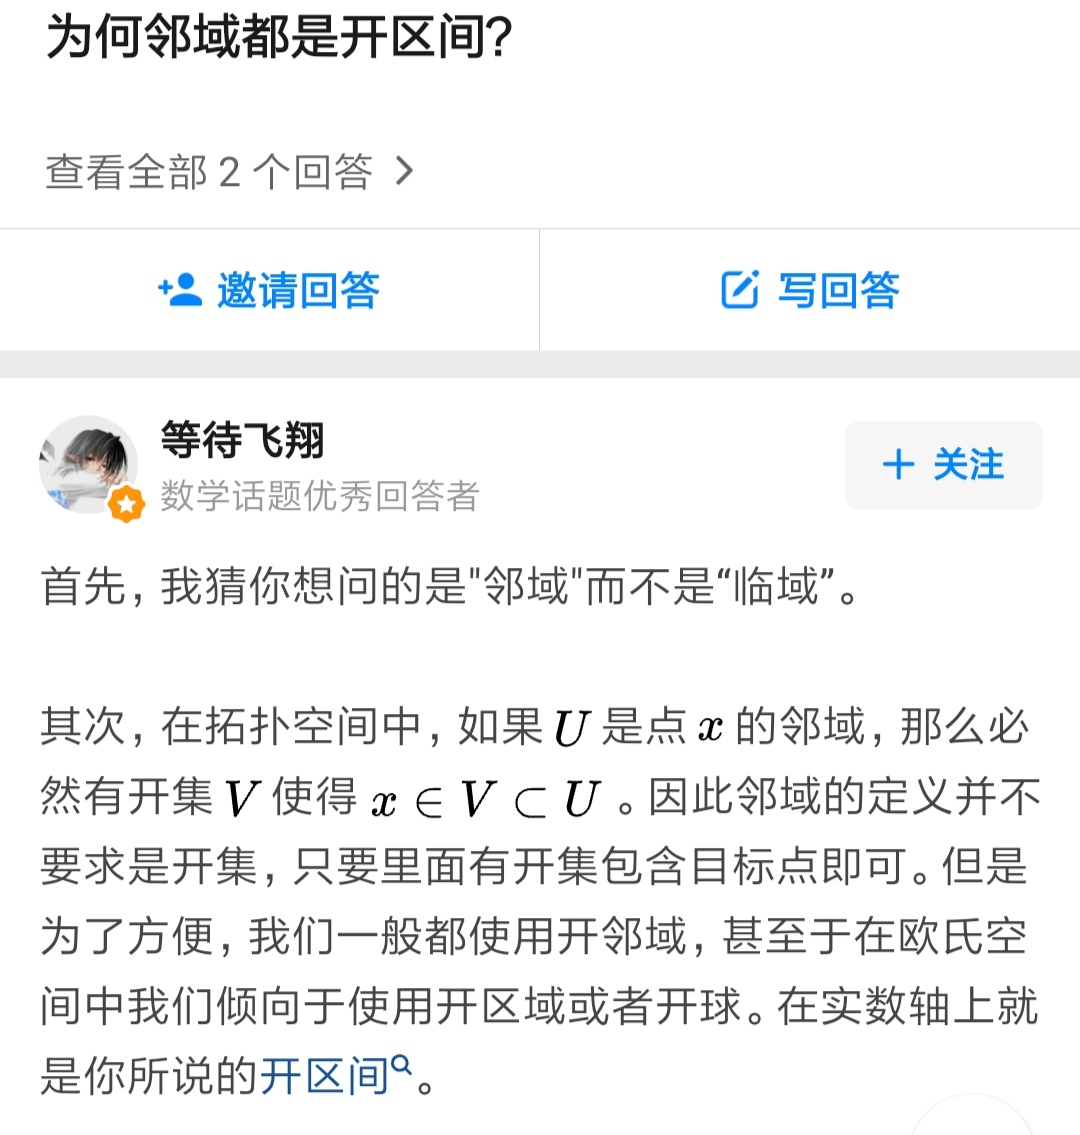 为何邻域都是开区间?
查看全部 2 个回答 >
邀请回答
写回答
等待飞翔
数学话题优秀回答者
+ 关注
首先，我猜你想问的是"邻域"而不是“临域”。
其次，在拓扑空间中，如果 U 是点 x 的邻域，那么必
然有开集 V 使得 x ∈ V ⊂ U 。因此邻域的定义并不
要求是开集，只要里面有开集包含目标点即可。但是
为了方便，我们一般都使用开邻域，甚至于在欧氏空
间中我们倾向于使用开区域或者开球。在实数轴上就
是你所说的开区间。